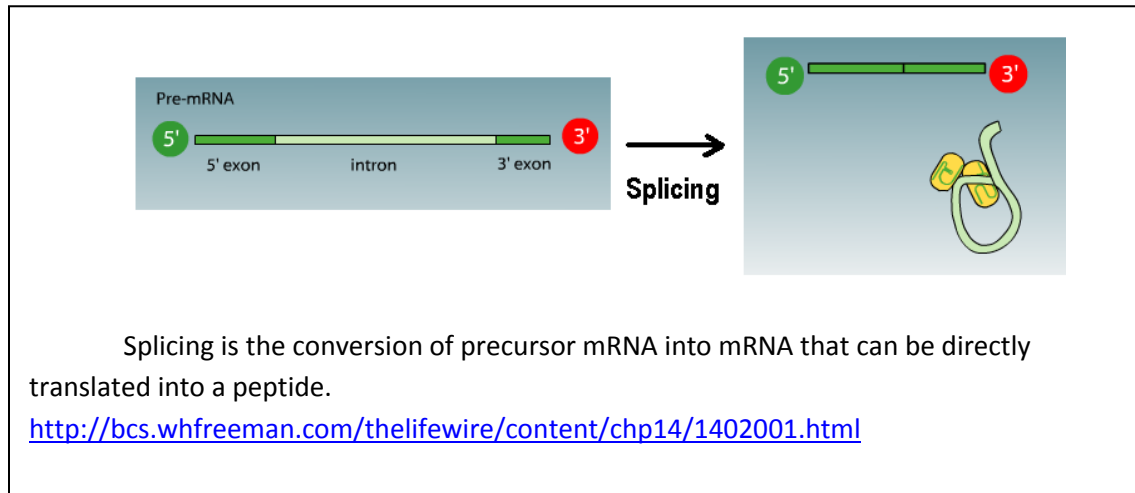 Pre-mRNA
5'
3'
5' exon
intron
3' exon
Splicing
5'
3'
Splicing is the conversion of precursor mRNA into mRNA that can be directly
translated into a peptide.
http://bcs.whfreeman.com/thelifewire/content/chp14/1402001.html